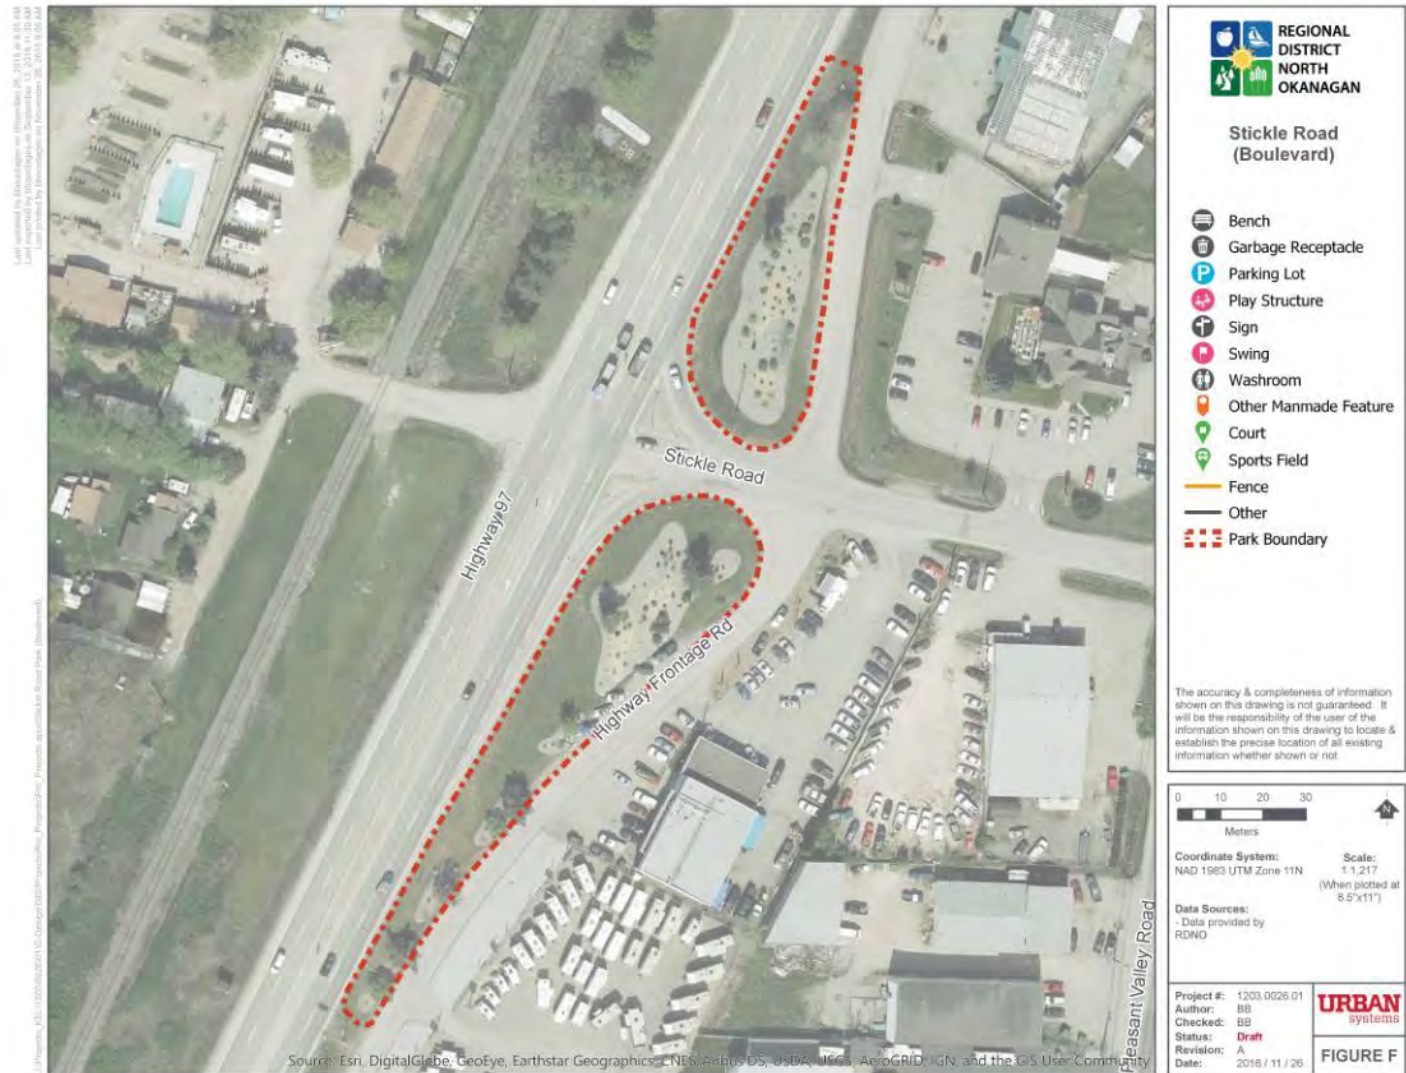 REGIONAL
DISTRICT
NORTH
OKANAGAN
Stickle Road
(Boulevard)
Bench
Garbage Receptacle
Parking Lot
Play Structure
Sign
Swing
Washroom
Other Manmade Feature
Court
Sports Field
Fence
Other
Park Boundary
The accuracy & completeness of information
shown on this drawing is not guaranteed. It
will be the responsibility of the user of the
information shown on this drawing to locate &
establish the precise location of all existing
information whether shown or not.
0 10 20 30
Meters
N
Coordinate System:
NAD 1983 UTM Zone 11N
Scale:
1:1,217
(When plotted at
8.5"x11")
Data Sources:
- Data provided by
RDNO
Project #: 1203.0026.01
Author: BB
Checked: BB
Status: Draft
Revision: A
Date: 2016 / 11 / 26
URBAN
systems
FIGURE F
Stickle Road
Highway 97
Highway Frontage Rd
Pleasant Valley Road
Source: Esri, DigitalGlobe, GeoEye, Earthstar Geographics, CNES/Airbus DS, USDA, USGS, AeroGRID, IGN, and the GIS User Community